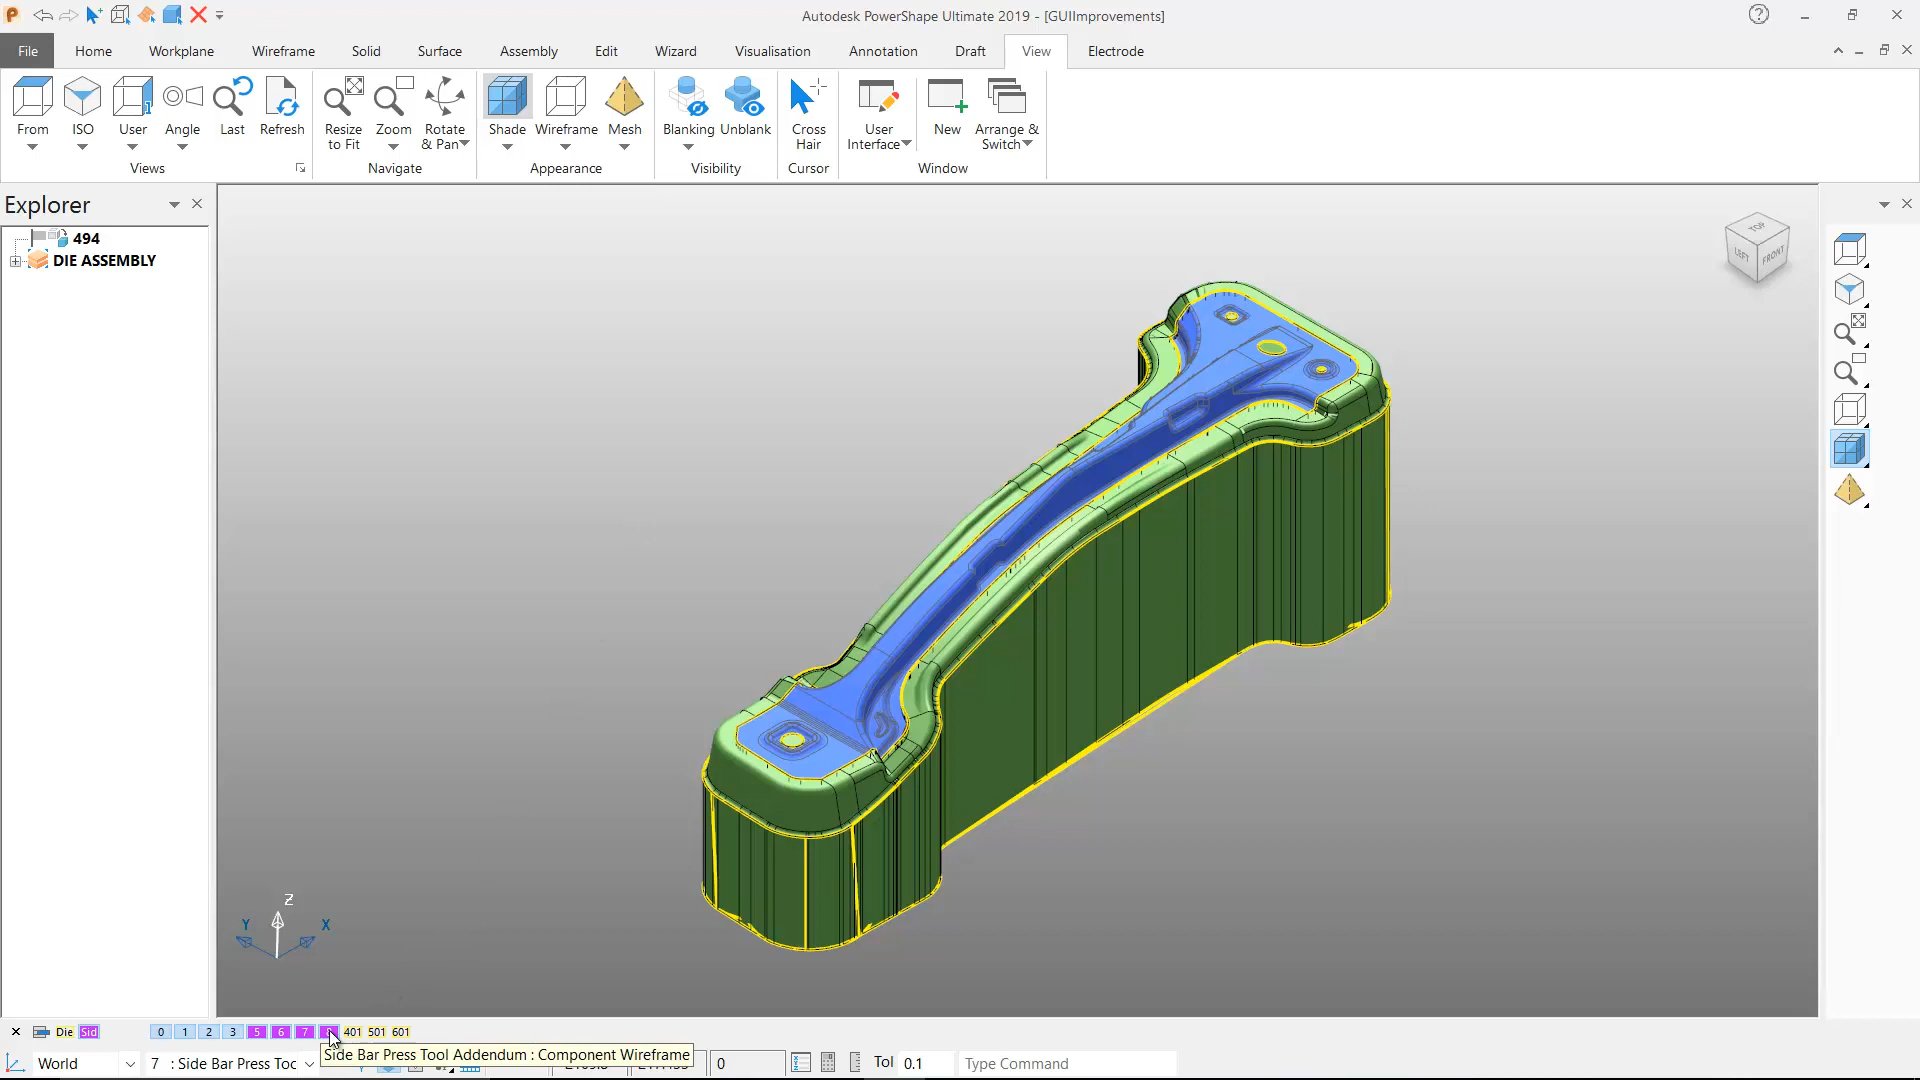 Autodesk PowerShape Ultimate 2019 - [GUIImprovements]
File Home Workplane Wireframe Solid Surface Assembly Edit Wizard Visualisation Annotation Draft View Electrode
From ISO User Angle Last Refresh Resize to Fit Zoom Rotate & Pan Shade Wireframe Mesh Blanking Unblank Cross Hair User Interface New Arrange & Switch
Views Navigate Appearance Visibility Cursor Window
Explorer
494
DIE ASSEMBLY
TOP
LEFT FRONT
Z
Y X
Die Sid 0 1 2 3 5 6 7 401 501 601
Side Bar Press Tool Addendum : Component Wireframe
World 7 : Side Bar Press Toc 0 Tol 0.1 Type Command